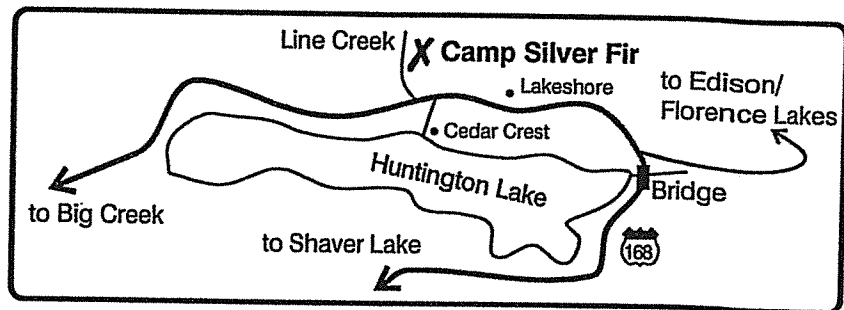 Line Creek
X Camp Silver Fir
Lakeshore
to Edison/
Florence Lakes
Cedar Crest
Huntington Lake
Bridge
to Big Creek
to Shaver Lake
168